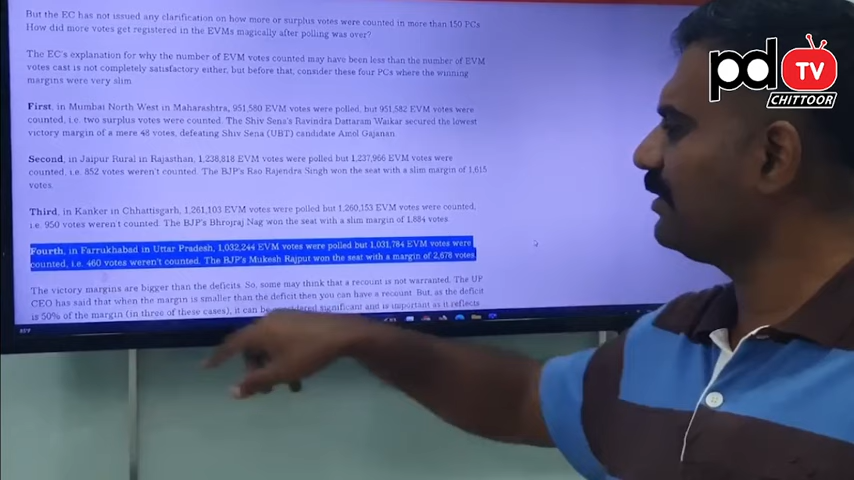 But the EC has not issued any clarification on how more or surplus votes were counted in more than 150 PCs
How did more votes get registered in the EVMs magically after polling was over?
The EC's explanation for why the number of EVM votes counted may have been less than the number of EVM
votes cast is not completely satisfactory either, but before that, consider these four PCs where the winning
margins were very slim
First, in Mumbai North West in Maharashtra, 951,580 EVM votes were polled, but 951,582 EVM votes were
counted, i.e. two surplus votes were counted. The Shiv Sena's Ravindra Dattaram Waikar secured the lowest
victory margin of a mere 48 votes, defeating Shiv Sena (UBT) candidate Amol Gajanan.
Second, in Jaipur Rural in Rajasthan, 1,238,818 EVM votes were polled but 1,237,966 EVM votes were
counted, i.e. 852 votes weren't counted. The BJP's Rao Rajendra Singh won the seat with a slim margin of 1,615
votes.
Third, in Kanker in Chhattisgarh, 1,261,103 EVM votes were polled but 1,260,153 EVM votes were counted,
i.e. 950 votes weren't counted. The BJP's Bhrojraj Nag won the seat with a slim margin of 1,884 votes.
Fourth, in Farrukhabad in Uttar Pradesh, 1,032,244 EVM votes were polled but 1,031,784 EVM votes were
counted, i.e. 460 votes weren't counted. The BJP's Mukesh Rajput won the seat with a margin of 2,678 votes.
The victory margins are bigger than the deficits. So, some may think that a recount is not warranted. The UP
CEO has said that when the margin is smaller than the deficit then you can have a recount. But, as the deficit
is 50% of the margin (in three of these cases), it can be considered significant and is important as it reflects
pd TV
CHITTOOR